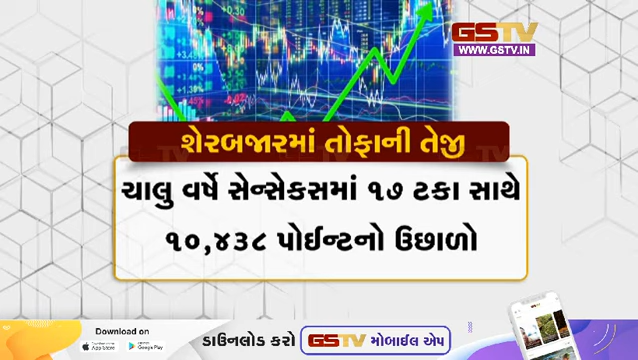 GSTV
WWW.GSTV.IN
શેરબજારમાં તોફાની તેજી
ચાલુ વર્ષે સેન્સેકસમાં ૧૭ ટકા સાથે
૧૦,૪૩૮ પોઈન્ટનો ઉછાળો
Download on
App Store
Google Play
ડાઉનલોડ કરો GSTV મોબાઈલ એપ